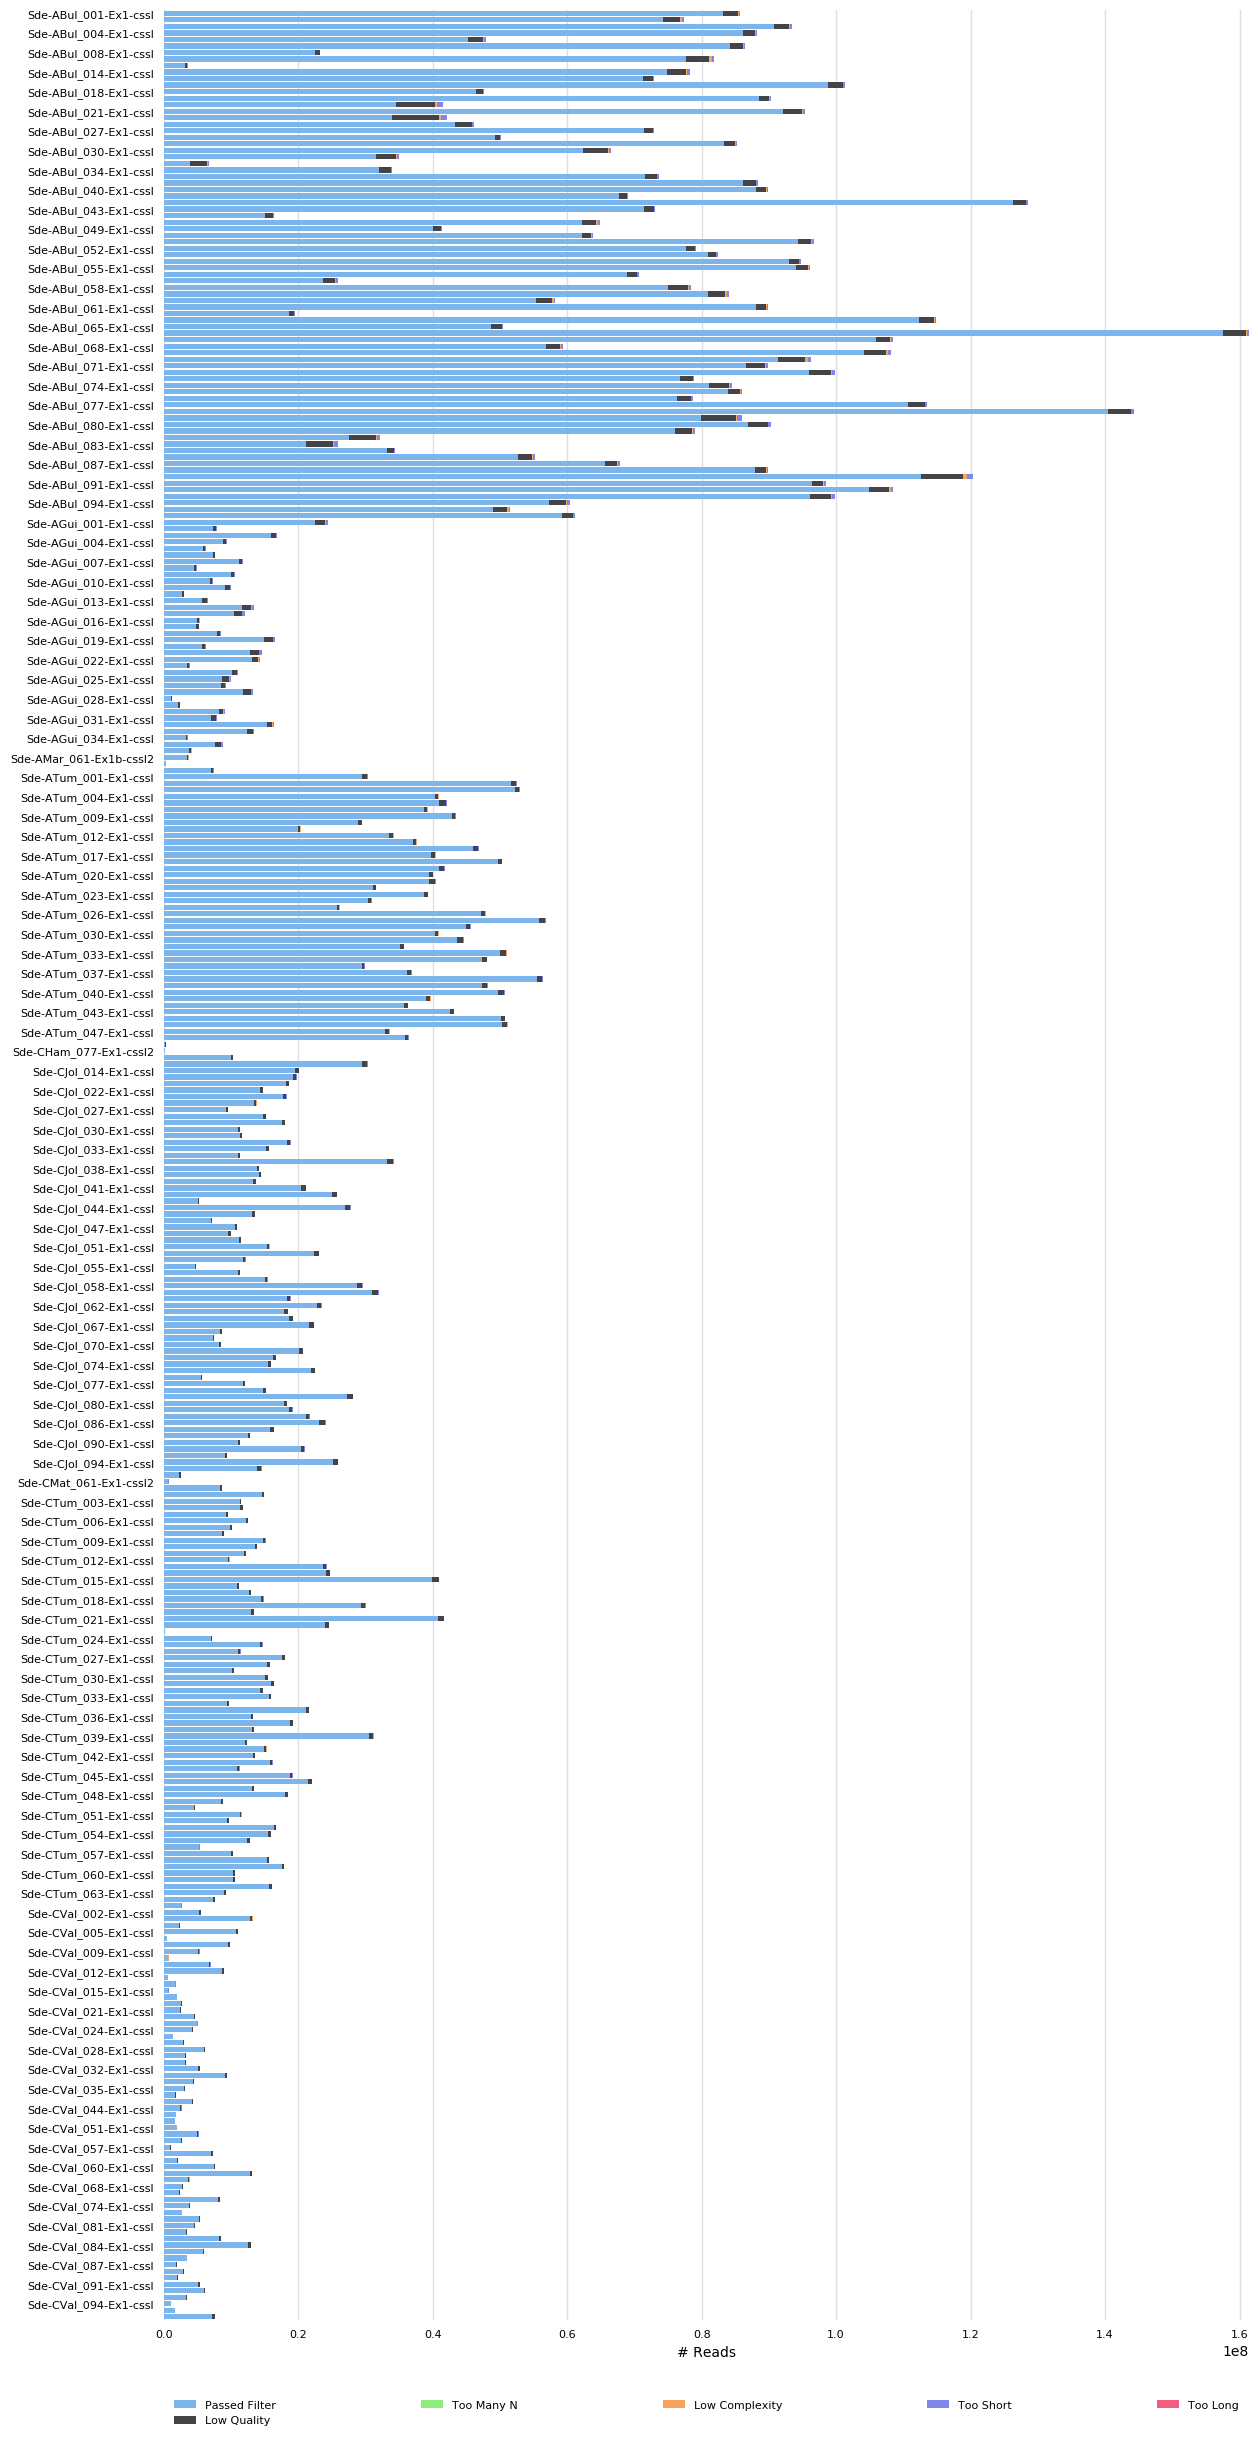 Sde-ABul_001-Ex1-cssl
Sde-ABul_004-Ex1-cssl
Sde-ABul_008-Ex1-cssl
Sde-ABul_014-Ex1-cssl
Sde-ABul_018-Ex1-cssl
Sde-ABul_021-Ex1-cssl
Sde-ABul_027-Ex1-cssl
Sde-ABul_030-Ex1-cssl
Sde-ABul_034-Ex1-cssl
Sde-ABul_040-Ex1-cssl
Sde-ABul_043-Ex1-cssl
Sde-ABul_049-Ex1-cssl
Sde-ABul_052-Ex1-cssl
Sde-ABul_055-Ex1-cssl
Sde-ABul_058-Ex1-cssl
Sde-ABul_061-Ex1-cssl
Sde-ABul_065-Ex1-cssl
Sde-ABul_068-Ex1-cssl
Sde-ABul_071-Ex1-cssl
Sde-ABul_074-Ex1-cssl
Sde-ABul_077-Ex1-cssl
Sde-ABul_080-Ex1-cssl
Sde-ABul_083-Ex1-cssl
Sde-ABul_087-Ex1-cssl
Sde-ABul_091-Ex1-cssl
Sde-ABul_094-Ex1-cssl
Sde-AGui_001-Ex1-cssl
Sde-AGui_004-Ex1-cssl
Sde-AGui_007-Ex1-cssl
Sde-AGui_010-Ex1-cssl
Sde-AGui_013-Ex1-cssl
Sde-AGui_016-Ex1-cssl
Sde-AGui_019-Ex1-cssl
Sde-AGui_022-Ex1-cssl
Sde-AGui_025-Ex1-cssl
Sde-AGui_028-Ex1-cssl
Sde-AGui_031-Ex1-cssl
Sde-AGui_034-Ex1-cssl
Sde-AMar_061-Ex1b-cssl2
Sde-ATum_001-Ex1-cssl
Sde-ATum_004-Ex1-cssl
Sde-ATum_009-Ex1-cssl
Sde-ATum_012-Ex1-cssl
Sde-ATum_017-Ex1-cssl
Sde-ATum_020-Ex1-cssl
Sde-ATum_023-Ex1-cssl
Sde-ATum_026-Ex1-cssl
Sde-ATum_030-Ex1-cssl
Sde-ATum_033-Ex1-cssl
Sde-ATum_037-Ex1-cssl
Sde-ATum_040-Ex1-cssl
Sde-ATum_043-Ex1-cssl
Sde-ATum_047-Ex1-cssl
Sde-CHam_077-Ex1-cssl2
Sde-CJol_014-Ex1-cssl
Sde-CJol_022-Ex1-cssl
Sde-CJol_027-Ex1-cssl
Sde-CJol_030-Ex1-cssl
Sde-CJol_033-Ex1-cssl
Sde-CJol_038-Ex1-cssl
Sde-CJol_041-Ex1-cssl
Sde-CJol_044-Ex1-cssl
Sde-CJol_047-Ex1-cssl
Sde-CJol_051-Ex1-cssl
Sde-CJol_055-Ex1-cssl
Sde-CJol_058-Ex1-cssl
Sde-CJol_062-Ex1-cssl
Sde-CJol_067-Ex1-cssl
Sde-CJol_070-Ex1-cssl
Sde-CJol_074-Ex1-cssl
Sde-CJol_077-Ex1-cssl
Sde-CJol_080-Ex1-cssl
Sde-CJol_086-Ex1-cssl
Sde-CJol_090-Ex1-cssl
Sde-CJol_094-Ex1-cssl
Sde-CMat_061-Ex1-cssl2
Sde-CTum_003-Ex1-cssl
Sde-CTum_006-Ex1-cssl
Sde-CTum_009-Ex1-cssl
Sde-CTum_012-Ex1-cssl
Sde-CTum_015-Ex1-cssl
Sde-CTum_018-Ex1-cssl
Sde-CTum_021-Ex1-cssl
Sde-CTum_024-Ex1-cssl
Sde-CTum_027-Ex1-cssl
Sde-CTum_030-Ex1-cssl
Sde-CTum_033-Ex1-cssl
Sde-CTum_036-Ex1-cssl
Sde-CTum_039-Ex1-cssl
Sde-CTum_042-Ex1-cssl
Sde-CTum_045-Ex1-cssl
Sde-CTum_048-Ex1-cssl
Sde-CTum_051-Ex1-cssl
Sde-CTum_054-Ex1-cssl
Sde-CTum_057-Ex1-cssl
Sde-CTum_060-Ex1-cssl
Sde-CTum_063-Ex1-cssl
Sde-CVal_002-Ex1-cssl
Sde-CVal_005-Ex1-cssl
Sde-CVal_009-Ex1-cssl
Sde-CVal_012-Ex1-cssl
Sde-CVal_015-Ex1-cssl
Sde-CVal_021-Ex1-cssl
Sde-CVal_024-Ex1-cssl
Sde-CVal_028-Ex1-cssl
Sde-CVal_032-Ex1-cssl
Sde-CVal_035-Ex1-cssl
Sde-CVal_044-Ex1-cssl
Sde-CVal_051-Ex1-cssl
Sde-CVal_057-Ex1-cssl
Sde-CVal_060-Ex1-cssl
Sde-CVal_068-Ex1-cssl
Sde-CVal_074-Ex1-cssl
Sde-CVal_081-Ex1-cssl
Sde-CVal_084-Ex1-cssl
Sde-CVal_087-Ex1-cssl
Sde-CVal_091-Ex1-cssl
Sde-CVal_094-Ex1-cssl
0.0 0.2 0.4 0.6 0.8 1.0 1.2 1.4 1.6
# Reads 1e8
Passed Filter Too Many N Low Complexity Too Short Too Long
Low Quality